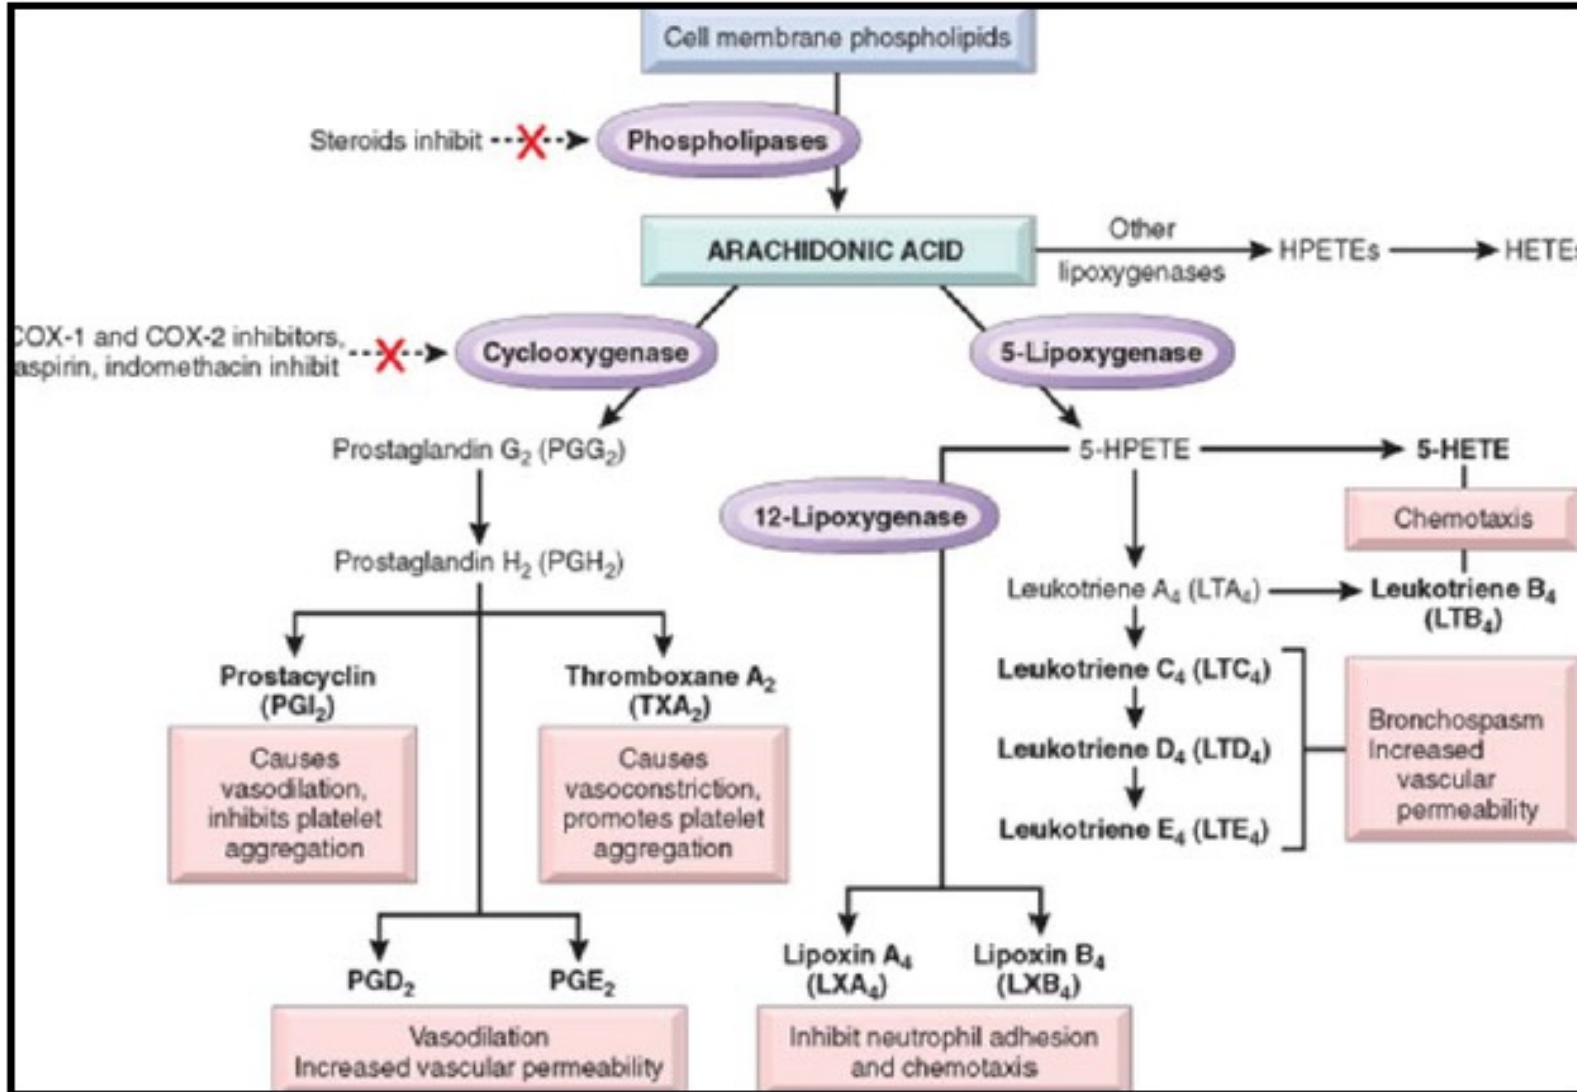 Cell membrane phospholipids
Steroids inhibit
Phospholipases
ARACHIDONIC ACID
Other
lipoxygenases
HPETEs
HETEs
COX-1 and COX-2 inhibitors,
aspirin, indomethacin inhibit
Cyclooxygenase
5-Lipoxygenase
Prostaglandin G₂ (PGG₂)
5-HPETE
5-HETE
12-Lipoxygenase
Chemotaxis
Prostaglandin H₂ (PGH₂)
Leukotriene A₄ (LTA₄)
Leukotriene B₄
(LTB₄)
Prostacyclin
(PGI₂)
Thromboxane A₂
(TXA₂)
Leukotriene C₄ (LTC₄)
Causes
vasodilation,
inhibits platelet
aggregation
Causes
vasoconstriction,
promotes platelet
aggregation
Leukotriene D₄ (LTD₄)
Leukotriene E₄ (LTE₄)
Bronchospasm
Increased
vascular
permeability
PGD₂
PGE₂
Lipoxin A₄
(LXA₄)
Lipoxin B₄
(LXB₄)
Vasodilation
Increased vascular permeability
Inhibit neutrophil adhesion
and chemotaxis